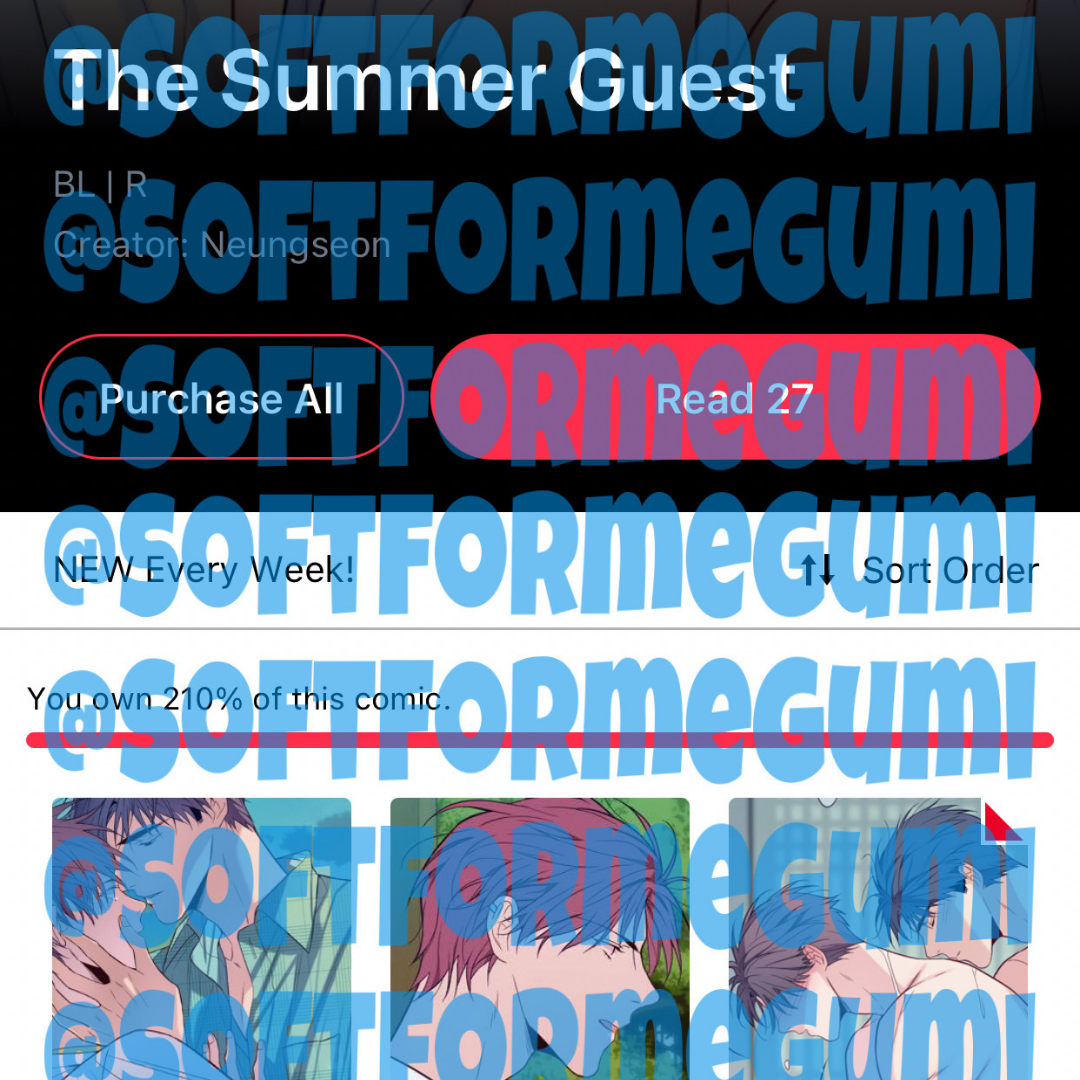 @SOFTFORMEGUMI
The Summer Guest
BL | R
@SOFTFORMEGUMI
Creator: Neungseon
@SOFTFORMEGUMI
Purchase All
Read 27
@SOFTFORMEGUMI
NEW Every Week!
Sort Order
@SOFTFORMEGUMI
You own 210% of this comic.
@SOFTFORMEGUMI
@SOFTFORMEGUMI